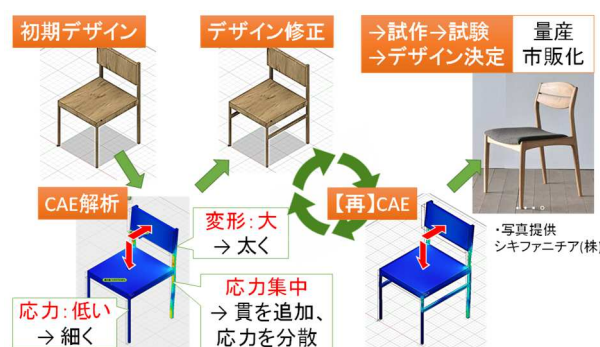 初期デザイン
デザイン修正
→試作→試験
→デザイン決定
量産
市販化
CAE解析
変形：大
→ 太く
【再】CAE
・写真提供
シキファニチア(株)
応力：低い
→ 細く
応力集中
→ 貫を追加、
応力を分散